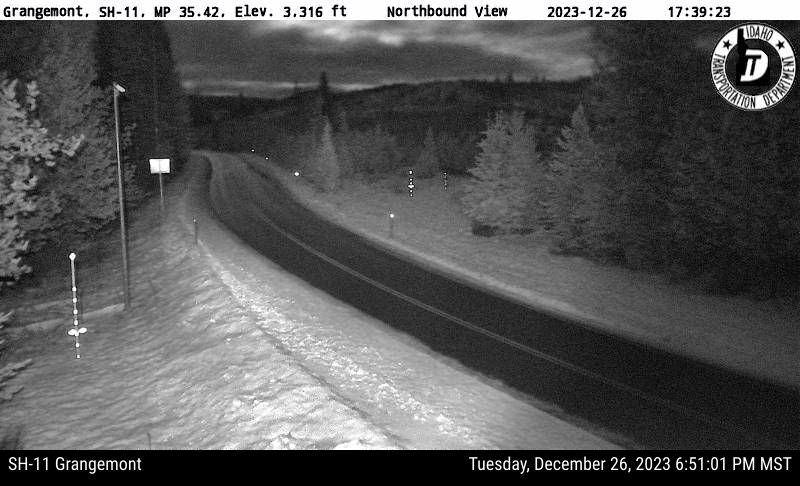 Grangemont, SH-11, MP 35.42, Elev. 3,316 ft Northbound View 2023-12-26 17:39:23
IDAHO
TRANSPORTATION DEPARTMENT
SH-11 Grangemont Tuesday, December 26, 2023 6:51:01 PM MST